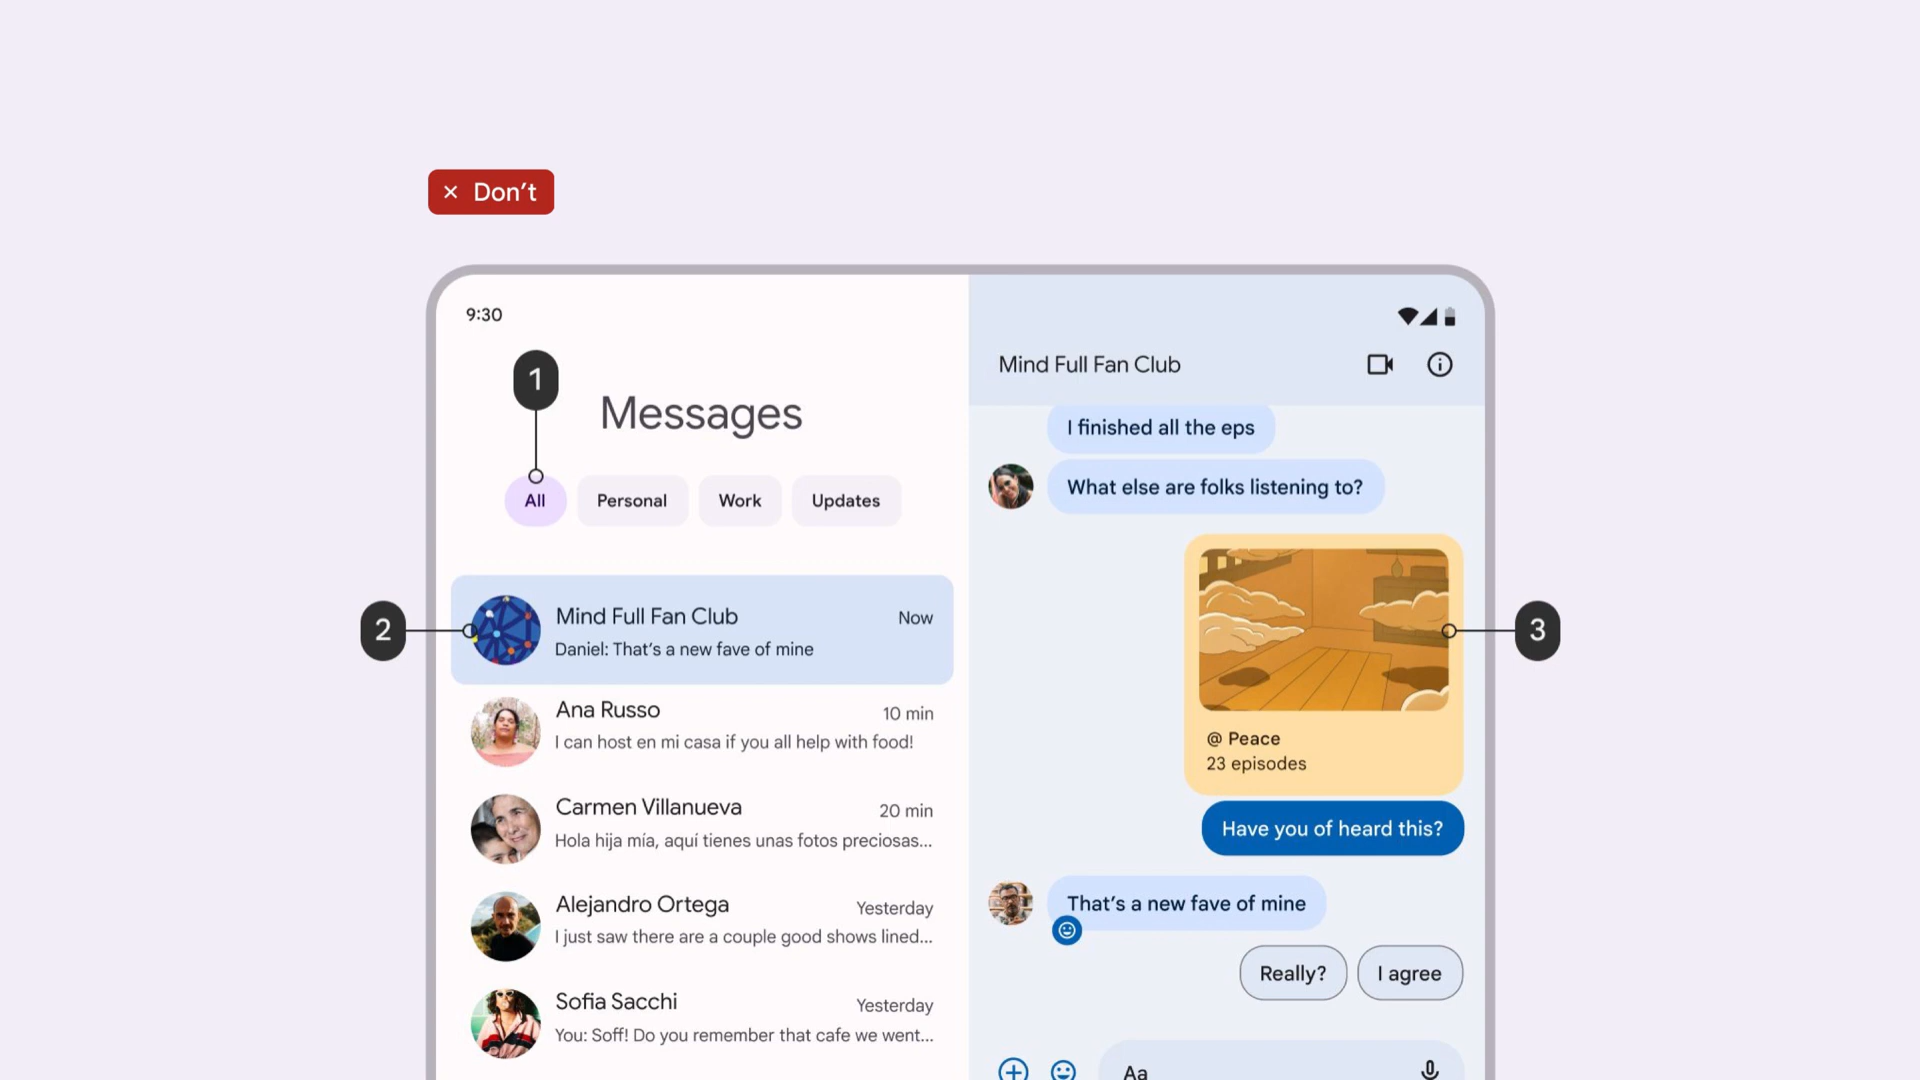 Don’t
9:30
1
Messages
All Personal Work Updates
2
Mind Full Fan Club Now
Daniel: That’s a new fave of mine
Ana Russo 10 min
I can host en mi casa if you all help with food!
Carmen Villanueva 20 min
Hola hija mía, aquí tienes unas fotos preciosas...
Alejandro Ortega Yesterday
I just saw there are a couple good shows lined...
Sofia Sacchi Yesterday
You: Soff! Do you remember that cafe we went...
Mind Full Fan Club
I finished all the eps
What else are folks listening to?
3
@ Peace
23 episodes
Have you of heard this?
That’s a new fave of mine
Really? I agree
Aa